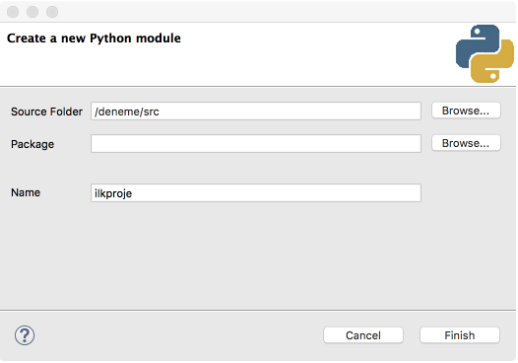 Create a new Python module
Source Folder /deneme/src Browse...
Package Browse...
Name ilkproje
?
Cancel Finish